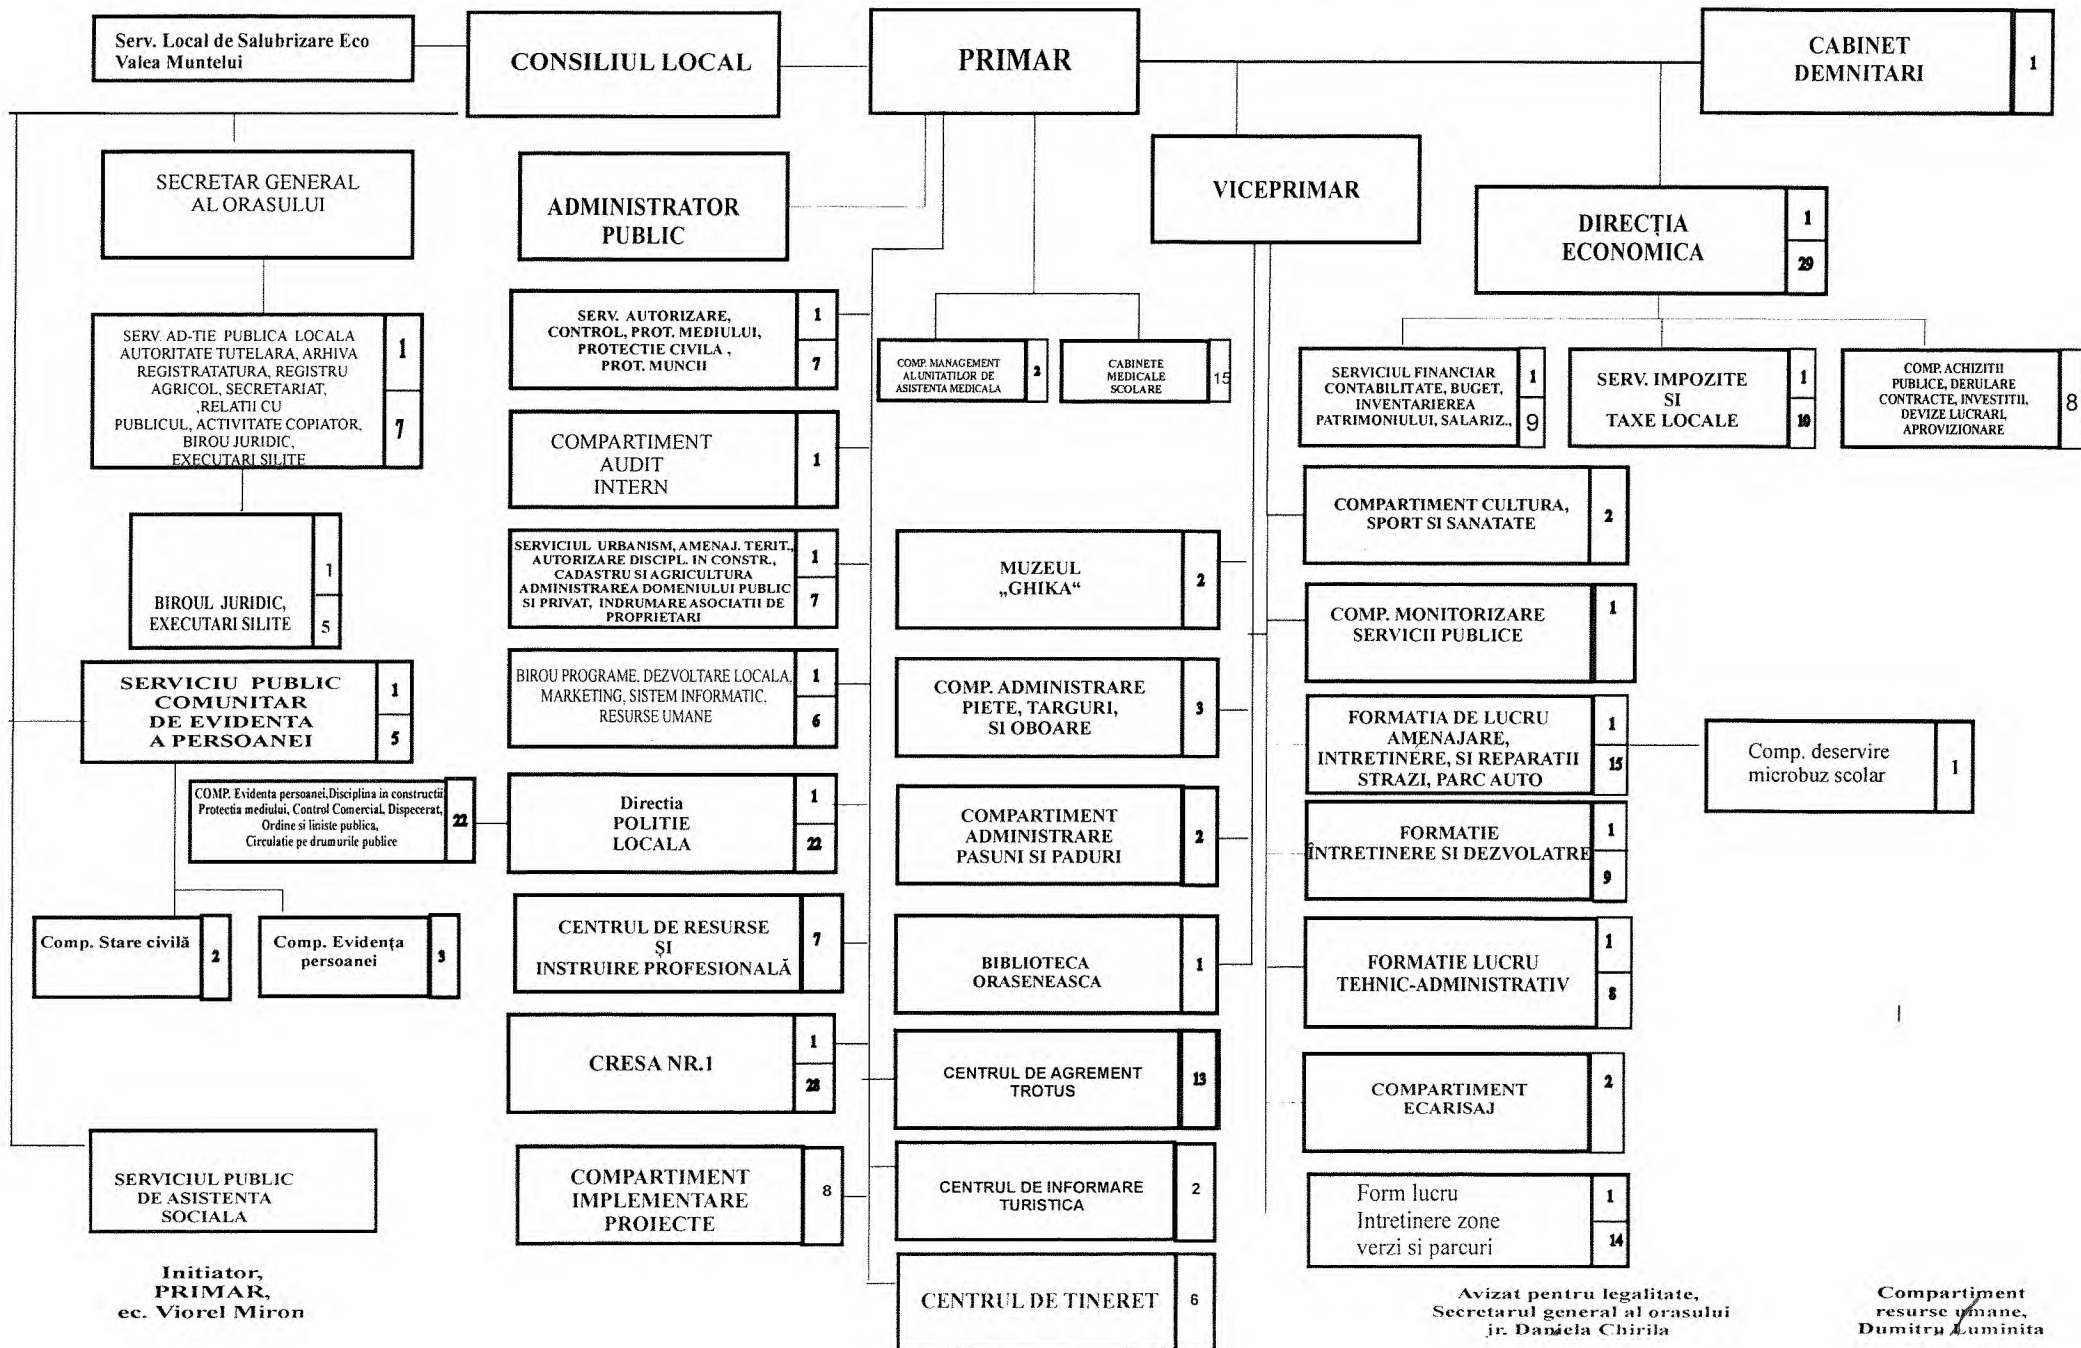 Serv. Local de Salubrizare Eco
Valea Muntelui
CONSILIUL LOCAL
PRIMAR
CABINET
DEMNITARI
1
SECRETAR GENERAL
AL ORASULUI
ADMINISTRATOR
PUBLIC
VICEPRIMAR
DIRECȚIA
ECONOMICA
1
29
SERV. AD-TIE PUBLICA LOCALA
AUTORITATE TUTELARA, ARHIVA
REGISTRATATURA, REGISTRU
AGRICOL, SECRETARIAT,
,RELATII CU
PUBLICUL, ACTIVITATE COPIATOR,
BIROU JURIDIC,
EXECUTARI SILITE
1
7
SERV. AUTORIZARE,
CONTROL, PROT. MEDIULUI,
PROTECTIE CIVILA ,
PROT. MUNCII
1
7
COMP. MANAGEMENT
AL UNITATILOR DE
ASISTENTA MEDICALA
2
CABINETE
MEDICALE
SCOLARE
15
SERVICIUL FINANCIAR
CONTABILITATE, BUGET,
INVENTARIEREA
PATRIMONIULUI, SALARIZ.,
1
9
SERV. IMPOZITE
SI
TAXE LOCALE
1
10
COMP. ACHIZITII
PUBLICE, DERULARE
CONTRACTE, INVESTITII,
DEVIZE LUCRARI,
APROVIZIONARE
8
COMPARTIMENT
AUDIT
INTERN
1
COMPARTIMENT CULTURA,
SPORT SI SANATATE
2
BIROUL JURIDIC,
EXECUTARI SILITE
1
5
SERVICIUL URBANISM, AMENAJ. TERIT.,
AUTORIZARE DISCIPL. IN CONSTR.,
CADASTRU SI AGRICULTURA
ADMINISTRAREA DOMENIULUI PUBLIC
SI PRIVAT, INDRUMARE ASOCIATII DE
PROPRIETARI
1
7
MUZEUL
„GHIKA“
2
COMP. MONITORIZARE
SERVICII PUBLICE
1
SERVICIU PUBLIC
COMUNITAR
DE EVIDENTA
A PERSOANEI
1
5
BIROU PROGRAME, DEZVOLTARE LOCALA,
MARKETING, SISTEM INFORMATIC,
RESURSE UMANE
1
6
COMP. ADMINISTRARE
PIETE, TARGURI,
SI OBOARE
3
FORMATIA DE LUCRU
AMENAJARE,
INTRETINERE, SI REPARATII
STRAZI, PARC AUTO
1
15
Comp. deservire
microbuz scolar
1
COMP. Evidenta persoanei,Disciplina in constructii
Protectia mediului, Control Comercial, Dispecerat,
Ordine si liniste publica,
Circulatie pe drumurile publice
22
Directia
POLITIE
LOCALA
1
22
COMPARTIMENT
ADMINISTRARE
PASUNI SI PADURI
2
FORMATIE
ÎNTRETINERE SI DEZVOLATRE
1
9
Comp. Stare civilă
2
Comp. Evidența
persoanei
3
CENTRUL DE RESURSE
ȘI
INSTRUIRE PROFESIONALĂ
7
BIBLIOTECA
ORASENEASCA
1
FORMATIE LUCRU
TEHNIC-ADMINISTRATIV
1
8
CRESA NR.1
1
28
CENTRUL DE AGREMENT
TROTUS
13
COMPARTIMENT
ECARISAJ
2
SERVICIUL PUBLIC
DE ASISTENTA
SOCIALA
COMPARTIMENT
IMPLEMENTARE
PROIECTE
8
CENTRUL DE INFORMARE
TURISTICA
2
Form lucru
Intretinere zone
verzi si parcuri
1
14
CENTRUL DE TINERET
6
Initiator,
PRIMAR,
ec. Viorel Miron
Avizat pentru legalitate,
Secretarul general al orasului
jr. Daniela Chirila
Compartiment
resurse umane,
Dumitru Luminita